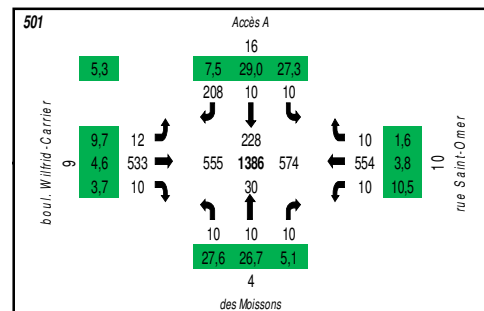 501 Accès A
16
5,3 7,5 29,0 27,3
208 10 10
9,7 12 228 10 1,6
boul. Wilfrid-Carrier 9 4,6 533 555 1386 574 554 3,8 10 rue Saint-Omer
3,7 10 30 10 10,5
10 10 10
27,6 26,7 5,1
4
des Moissons